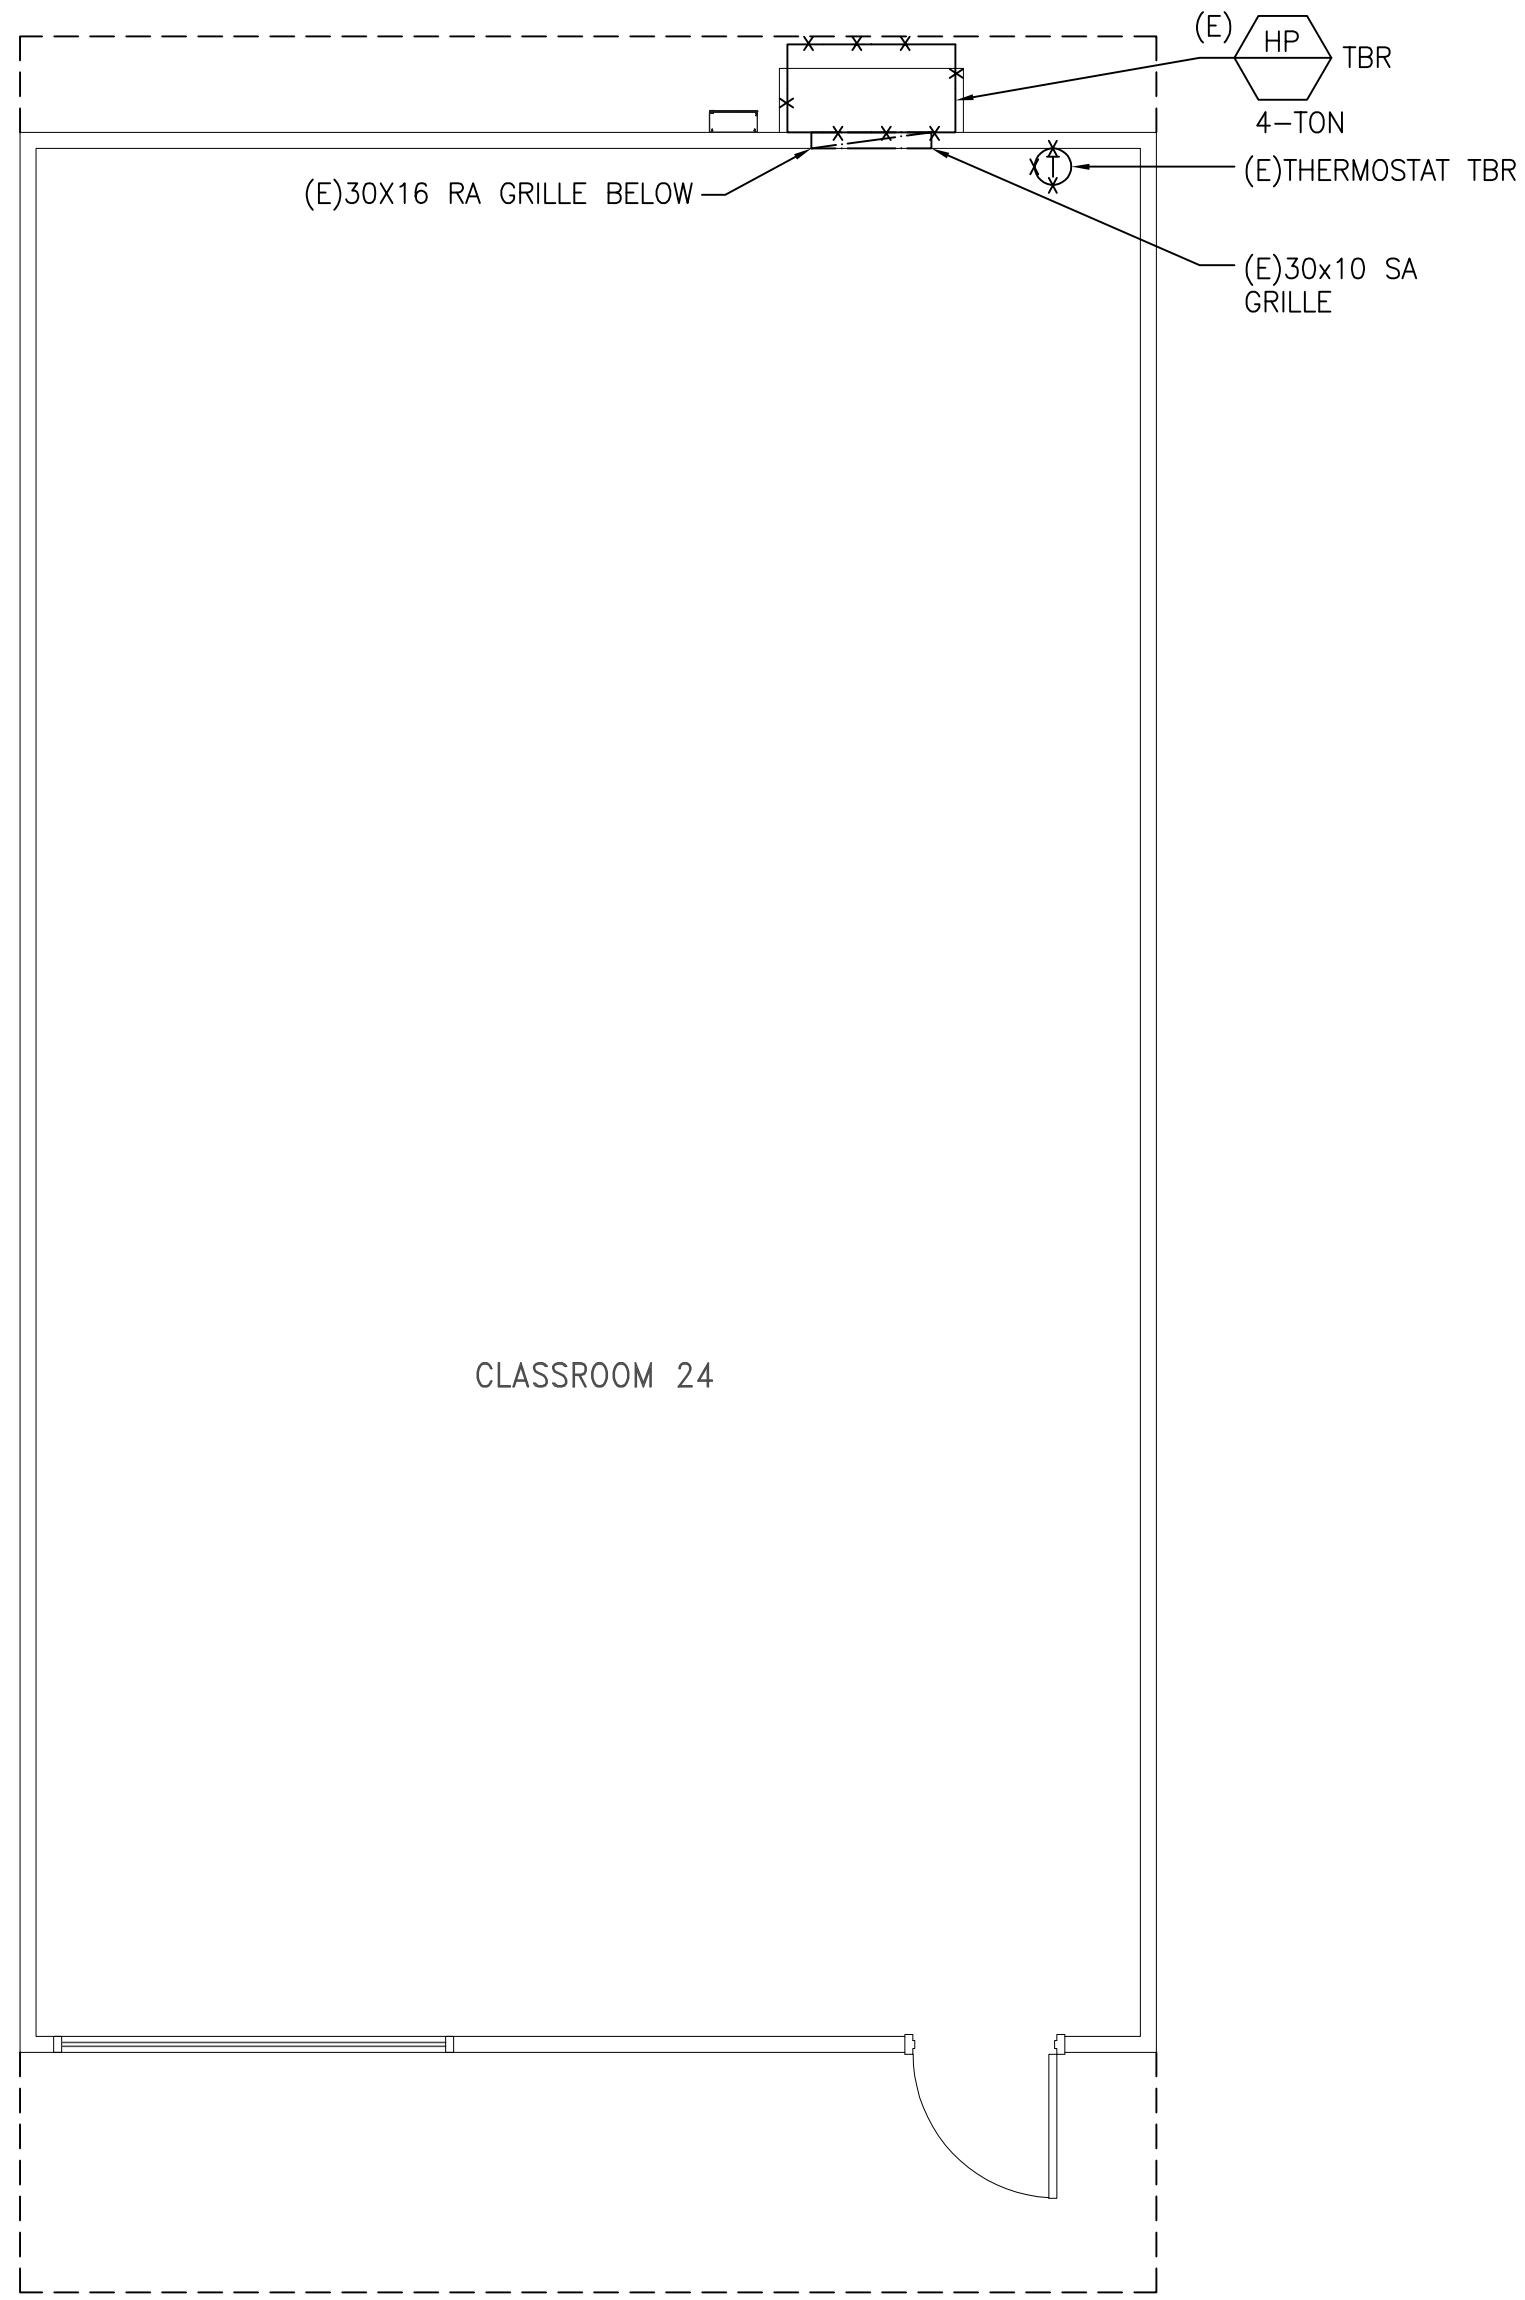 (E) HP TBR
4-TON
(E)THERMOSTAT TBR
(E)30X16 RA GRILLE BELOW
(E)30x10 SA
GRILLE
CLASSROOM 24